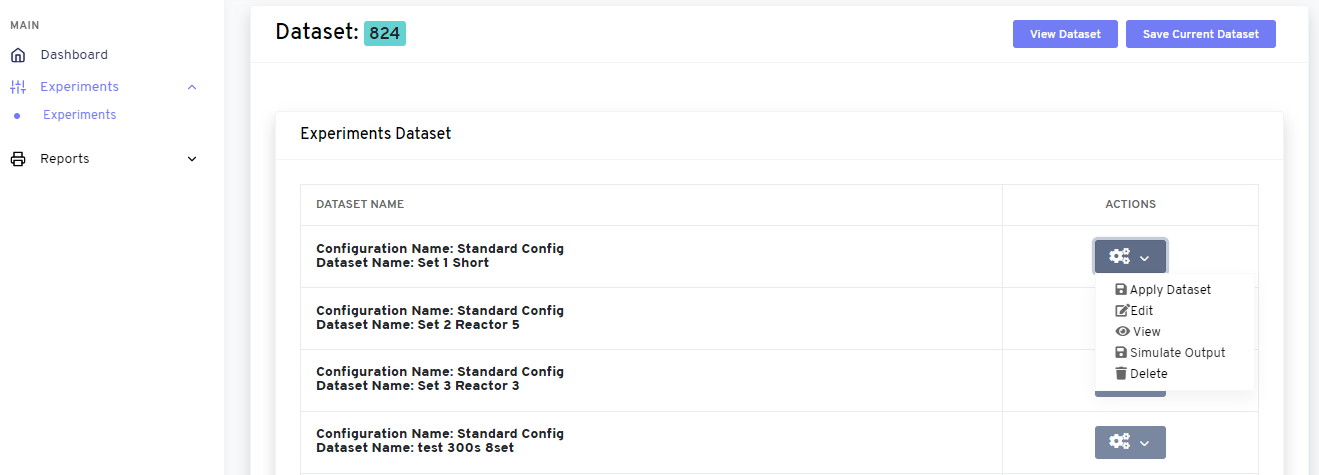 MAIN
Dashboard
Experiments
Experiments
Reports
Dataset: 824
View Dataset
Save Current Dataset
Experiments Dataset
DATASET NAME
ACTIONS
Configuration Name: Standard Config
Dataset Name: Set 1 Short
Apply Dataset
Edit
View
Simulate Output
Delete
Configuration Name: Standard Config
Dataset Name: Set 2 Reactor 5
Configuration Name: Standard Config
Dataset Name: Set 3 Reactor 3
Configuration Name: Standard Config
Dataset Name: test 300s 8set